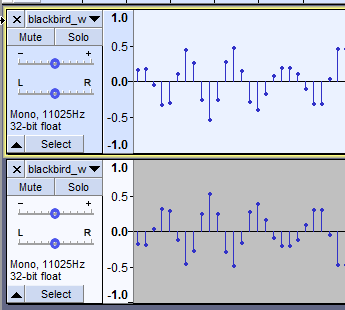 blackbird_w
Mute Solo
- +
L R
Mono, 11025Hz
32-bit float
Select
1.0
0.5
0.0
-0.5
-1.0
blackbird_w
Mute Solo
- +
L R
Mono, 11025Hz
32-bit float
Select
1.0
0.5
0.0
-0.5
-1.0